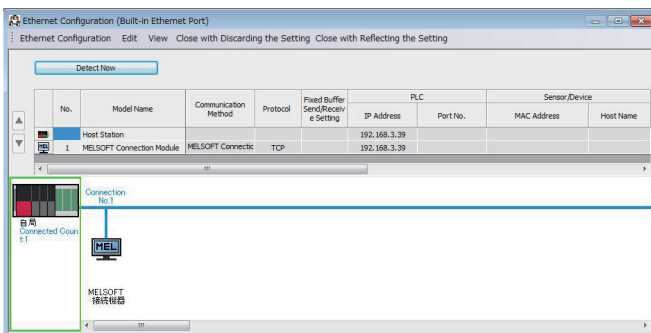 Ethernet Configuration (Built-in Ethernet Port)
Ethernet Configuration Edit View Close with Discarding the Setting Close with Reflecting the Setting
Detect Now
No. Model Name Communication Method Protocol Fixed Buffer Send/Receive Setting PLC Sensor/Device
IP Address Port No. MAC Address Host Name
Host Station 192.168.3.39
1 MELSOFT Connection Module MELSOFT Connectic TCP 192.168.3.39
Connection
No.1
自局
Connected Coun
t:1
MEL
MELSOFT
接続機器